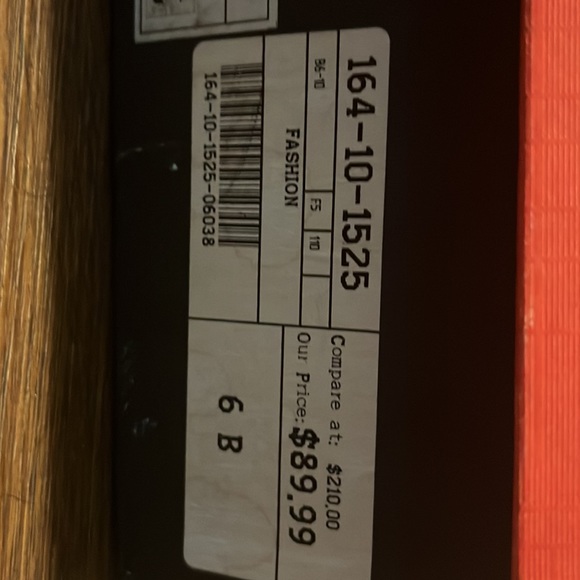 164-10-1525
B6-10 F5 110
FASHION
164-10-1525-06038
Compare at: $210.00
Our Price: $89.99
6 B